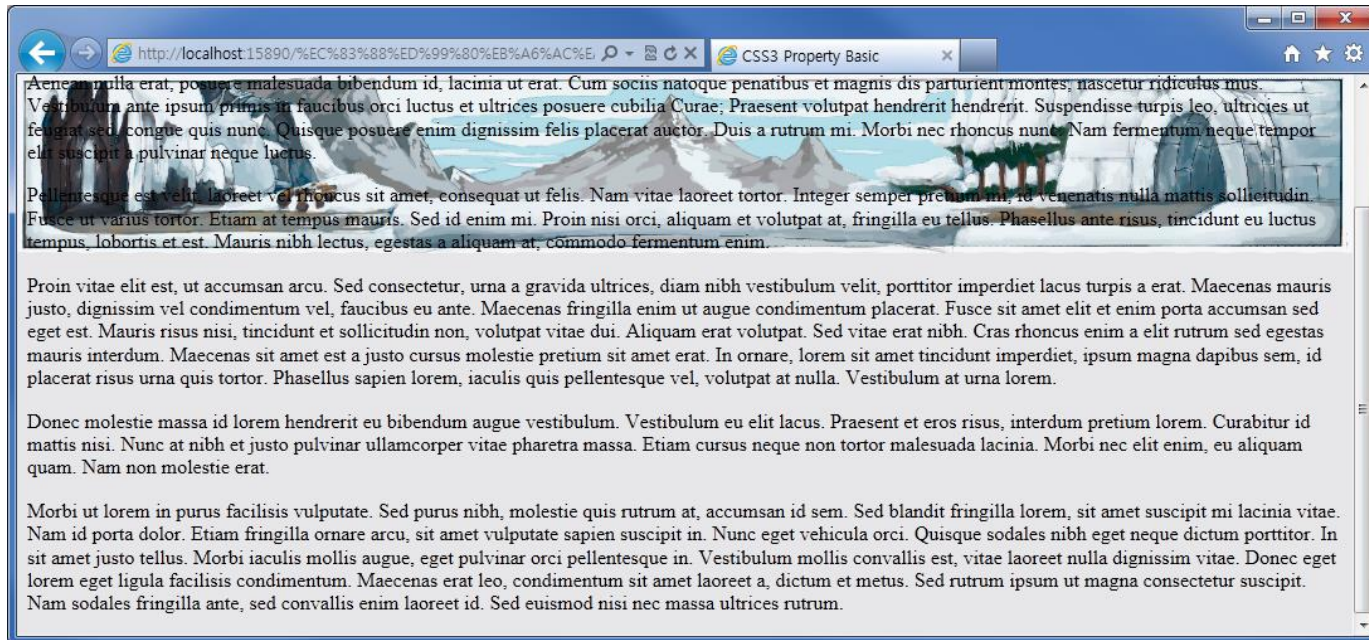 http://localhost:15890/%EC%83%88%ED%99%80%EB%A6%AC%E.
CSS3 Property Basic
Aenean nulla erat, posuere malesuada bibendum id, lacinia ut erat. Cum sociis natoque penatibus et magnis dis parturient montes, nascetur ridiculus mus.
Vestibulum ante ipsum primis in faucibus orci luctus et ultrices posuere cubilia Curae; Praesent volutpat hendrerit hendrerit. Suspendisse turpis leo, ultricies ut
feugiat sed, congue quis nunc. Quisque posuere enim dignissim felis placerat auctor. Duis a rutrum mi. Morbi nec rhoncus nunc. Nam fermentum neque tempor
elit suscipit a pulvinar neque luctus.
Pellentesque est velit, laoreet vel rhoncus sit amet, consequat ut felis. Nam vitae laoreet tortor. Integer semper pretium mi, id venenatis nulla mattis sollicitudin.
Fusce ut varius tortor. Etiam at tempus mauris. Sed id enim mi. Proin nisi orci, aliquam et volutpat at, fringilla eu tellus. Phasellus ante risus, tincidunt eu luctus
tempus, lobortis et est. Mauris nibh lectus, egestas a aliquam at, commodo fermentum enim.
Proin vitae elit est, ut accumsan arcu. Sed consectetur, urna a gravida ultrices, diam nibh vestibulum velit, porttitor imperdiet lacus turpis a erat. Maecenas mauris
justo, dignissim vel condimentum vel, faucibus eu ante. Maecenas fringilla enim ut augue condimentum placerat. Fusce sit amet elit et enim porta accumsan sed
eget est. Mauris risus nisi, tincidunt et sollicitudin non, volutpat vitae dui. Aliquam erat volutpat. Sed vitae erat nibh. Cras rhoncus enim a elit rutrum sed egestas
mauris interdum. Maecenas sit amet est a justo cursus molestie pretium sit amet erat. In ornare, lorem sit amet tincidunt imperdiet, ipsum magna dapibus sem, id
placerat risus urna quis tortor. Phasellus sapien lorem, iaculis quis pellentesque vel, volutpat at nulla. Vestibulum at urna lorem.
Donec molestie massa id lorem hendrerit eu bibendum augue vestibulum. Vestibulum eu elit lacus. Praesent et eros risus, interdum pretium lorem. Curabitur id
mattis nisi. Nunc at nibh et justo pulvinar ullamcorper vitae pharetra massa. Etiam cursus neque non tortor malesuada lacinia. Morbi nec elit enim, eu aliquam
quam. Nam non molestie erat.
Morbi ut lorem in purus facilisis vulputate. Sed purus nibh, molestie quis rutrum at, accumsan id sem. Sed blandit fringilla lorem, sit amet suscipit mi lacinia vitae.
Nam id porta dolor. Etiam fringilla ornare arcu, sit amet vulputate sapien suscipit in. Nunc eget vehicula orci. Quisque sodales nibh eget neque dictum porttitor. In
sit amet justo tellus. Morbi iaculis mollis augue, eget pulvinar orci pellentesque in. Vestibulum mollis convallis est, vitae laoreet nulla dignissim vitae. Donec eget
lorem eget ligula facilisis condimentum. Maecenas erat leo, condimentum sit amet laoreet a, dictum et metus. Sed rutrum ipsum ut magna consectetur suscipit.
Nam sodales fringilla ante, sed convallis enim laoreet id. Sed euismod nisi nec massa ultrices rutrum.